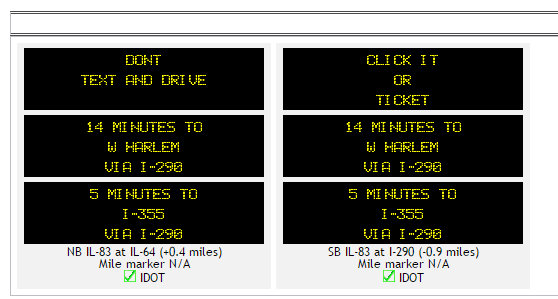 DONT
TEXT AND DRIVE
14 MINUTES TO
W HARLEM
VIA I-290
5 MINUTES TO
I-355
VIA I-290
NB IL-83 at IL-64 (+0.4 miles)
Mile marker N/A
IDOT
CLICK IT
OR
TICKET
14 MINUTES TO
W HARLEM
VIA I-290
5 MINUTES TO
I-355
VIA I-290
SB IL-83 at I-290 (-0.9 miles)
Mile marker N/A
IDOT